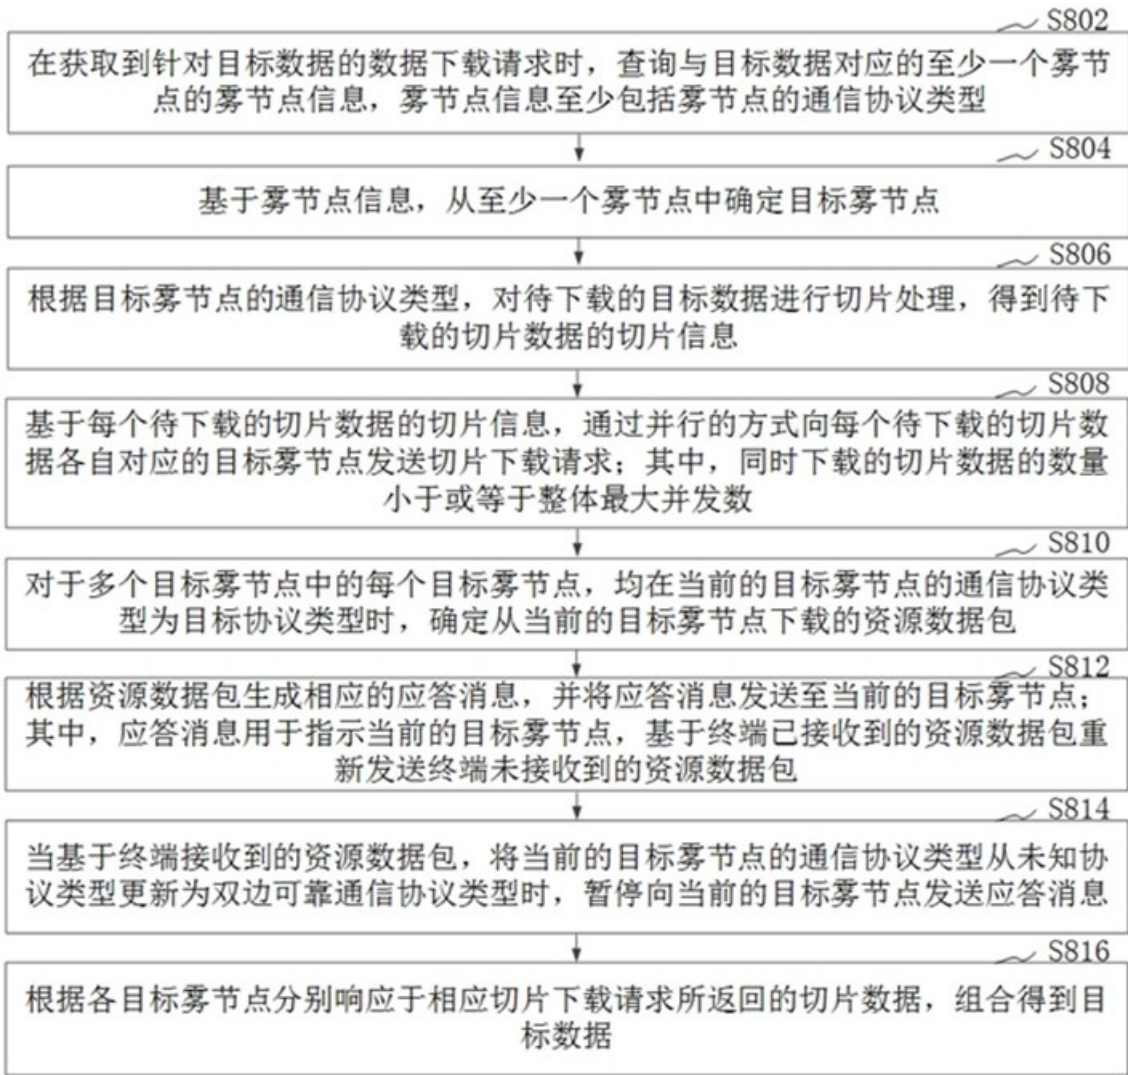 S802
在获取到针对目标数据的数据下载请求时，查询与目标数据对应的至少一个雾节
点的雾节点信息，雾节点信息至少包括雾节点的通信协议类型
S804
基于雾节点信息，从至少一个雾节点中确定目标雾节点
S806
根据目标雾节点的通信协议类型，对待下载的目标数据进行切片处理，得到待下
载的切片数据的切片信息
S808
基于每个待下载的切片数据的切片信息，通过并行的方式向每个待下载的切片数
据各自对应的目标雾节点发送切片下载请求；其中，同时下载的切片数据的数量
小于或等于整体最大并发数
S810
对于多个目标雾节点中的每个目标雾节点，均在当前的目标雾节点的通信协议类
型为目标协议类型时，确定从当前的目标雾节点下载的资源数据包
S812
根据资源数据包生成相应的应答消息，并将应答消息发送至当前的目标雾节点；
其中，应答消息用于指示当前的目标雾节点，基于终端已接收到的资源数据包重
新发送终端未接收到的资源数据包
S814
当基于终端接收到的资源数据包，将当前的目标雾节点的通信协议类型从未知协
议类型更新为双边可靠通信协议类型时，暂停向当前的目标雾节点发送应答消息
S816
根据各目标雾节点分别响应于相应切片下载请求所返回的切片数据，组合得到目
标数据